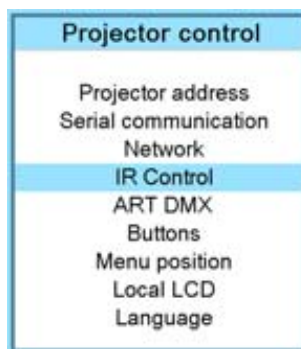 Projector control
Projector address
Serial communication
Network
IR Control
ART DMX
Buttons
Menu position
Local LCD
Language